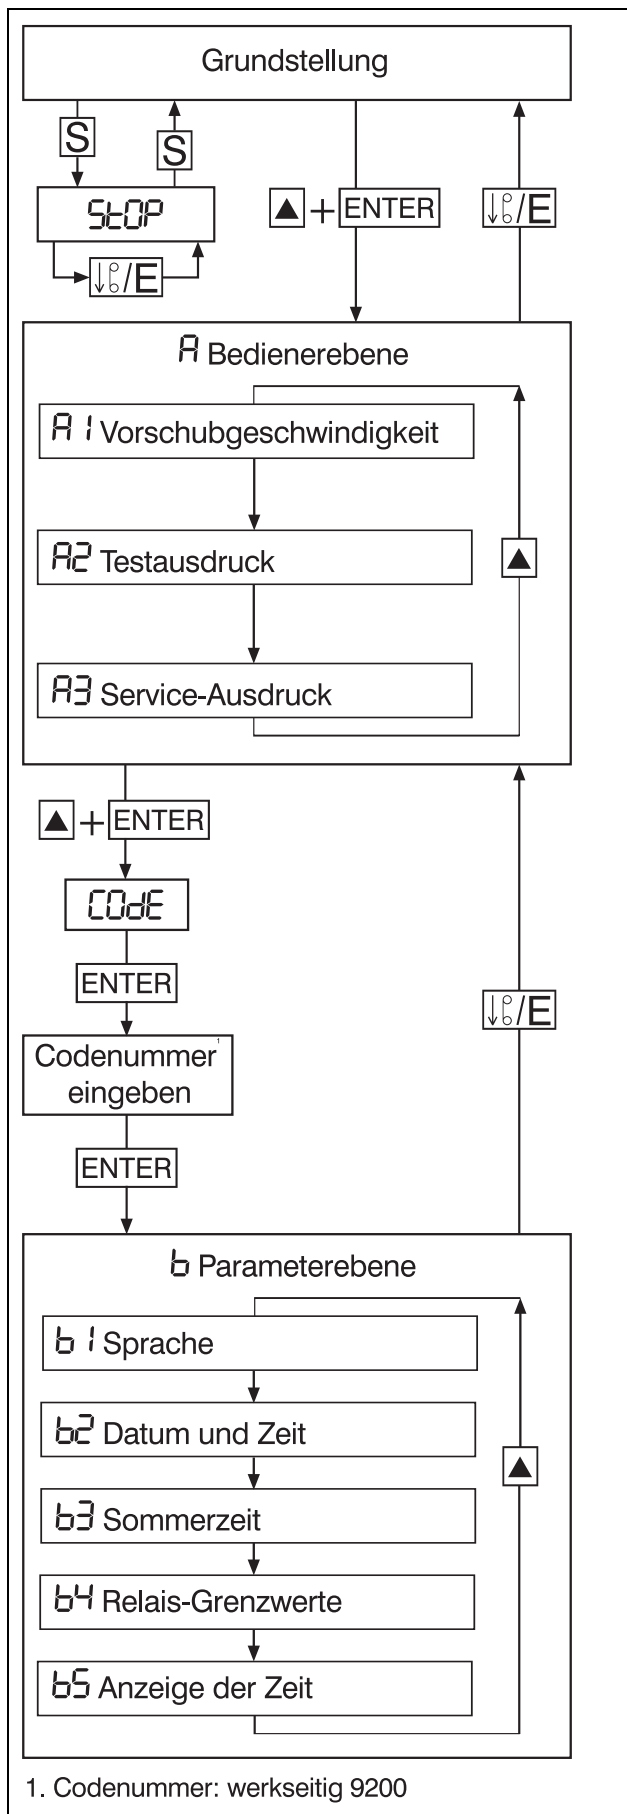 Grundstellung
S
S
StOP
▲ + ENTER
/E
/E
A Bedienerebene
A1 Vorschubgeschwindigkeit
A2 Testausdruck
▲
A3 Service-Ausdruck
▲ + ENTER
COdE
ENTER
/E
Codenummer¹
eingeben
ENTER
b Parameterebene
b1 Sprache
b2 Datum und Zeit
▲
b3 Sommerzeit
b4 Relais-Grenzwerte
b5 Anzeige der Zeit
1. Codenummer: werkseitig 9200